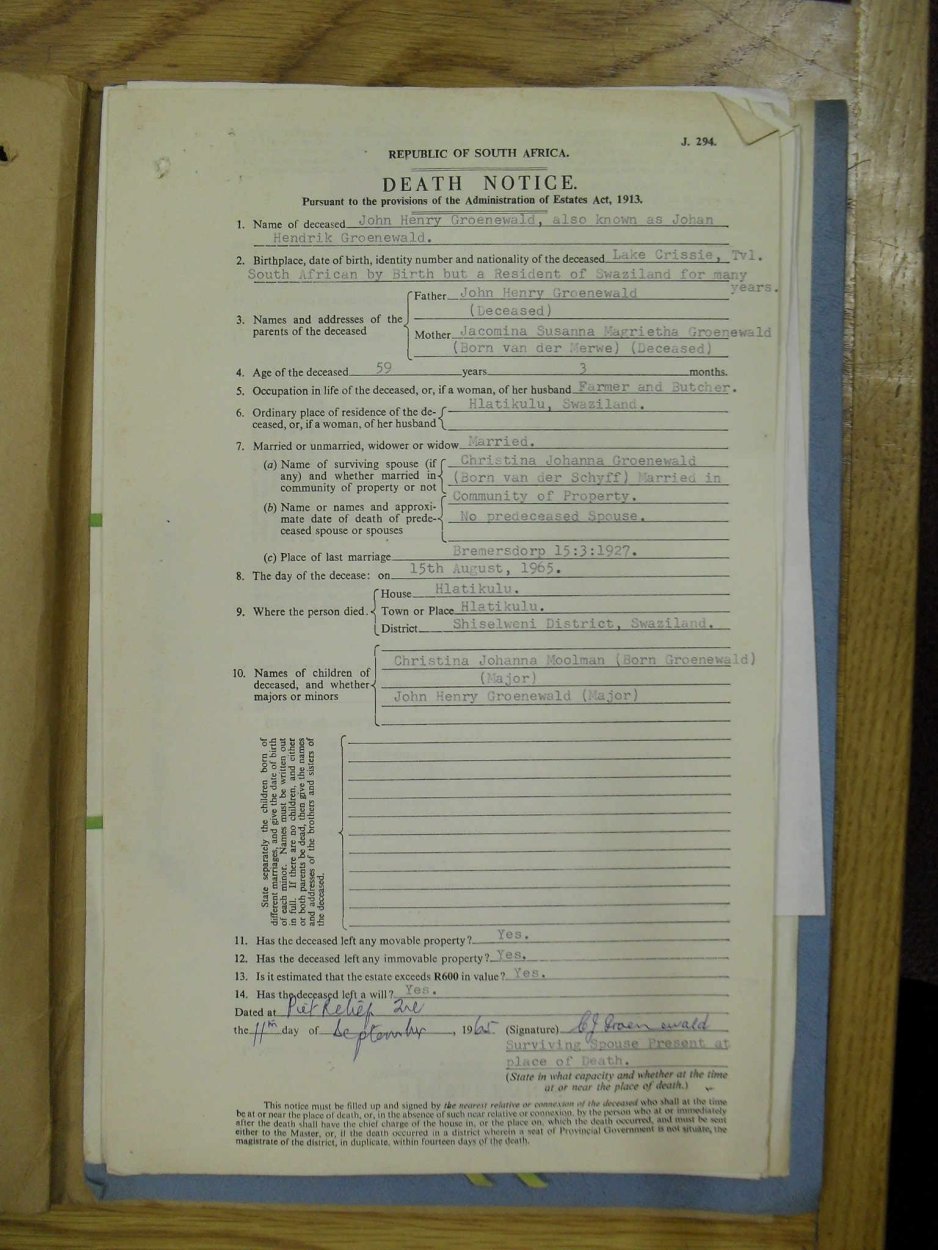 J. 294.
REPUBLIC OF SOUTH AFRICA.
DEATH NOTICE.
Pursuant to the provisions of the Administration of Estates Act, 1913.
1. Name of deceased John Henry Groenewald, also known as Johan
Hendrik Groenewald.
2. Birthplace, date of birth, identity number and nationality of the deceased Lake Crissie, Tvl.
South African by Birth but a Resident of Swaziland for many
years.
3. Names and addresses of the parents of the deceased
Father John Henry Groenewald
(Deceased)
Mother Jacomina Susanna Magrietha Groenewald
(Born van der Merwe) (Deceased)
4. Age of the deceased 59 years 3 months.
5. Occupation in life of the deceased, or, if a woman, of her husband Farmer and Butcher.
6. Ordinary place of residence of the de-
ceased, or, if a woman, of her husband
Hlatikulu, Swaziland.
7. Married or unmarried, widower or widow Married.
(a) Name of surviving spouse (if
any) and whether married in
community of property or not
Christina Johanna Groenewald
(Born van der Schyff) Married in
Community of Property.
(b) Name or names and approxi-
mate date of death of prede-
ceased spouse or spouses
No predeceased Spouse.
(c) Place of last marriage Bremersdorp 15:3:1927.
8. The day of the decease: on 15th August, 1965.
9. Where the person died.
House Hlatikulu.
Town or Place Hlatikulu.
District Shiselweni District, Swaziland.
10. Names of children of
deceased, and whether
majors or minors
Christina Johanna Moolman (Born Groenewald)
(Major)
John Henry Groenewald (Major)
State separately the children born of
different marriages, and give the date of birth
of each minor. Names must be written out
in full. If there are no children, and either
or both parents be dead, then give the names
and addresses of the brothers and sisters of
the deceased.
11. Has the deceased left any movable property? Yes.
12. Has the deceased left any immovable property? Yes.
13. Is it estimated that the estate exceeds R600 in value? Yes.
14. Has the deceased left a will? Yes.
Dated at Piet Relief
the 11th day of September, 1965 (Signature) CJ Groenewald
Surviving Spouse Present at
place of Death.
(State in what capacity and whether at the time
at or near the place of death.)
This notice must be filled up and signed by the nearest relative or connexion of the deceased who shall at the time
be at or near the place of death, or, in the absence of such near relative or connexion, by the person who at or immediately
after the death shall have the chief charge of the house in, or the place on, which the death occurred, and must be sent
either to the Master, or, if the death occurred in a district wherein a seat of Provincial Government is not situate, the
magistrate of the district, in duplicate, within fourteen days of the death.